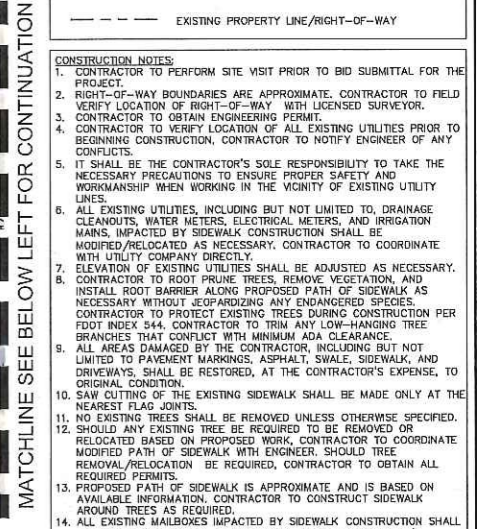 MATCHLINE SEE BELOW LEFT FOR CONTINUATION
EXISTING PROPERTY LINE/RIGHT-OF-WAY
CONSTRUCTION NOTES:
1. CONTRACTOR TO PERFORM SITE VISIT PRIOR TO BID SUBMITTAL FOR THE
PROJECT.
2. RIGHT-OF-WAY BOUNDARIES ARE APPROXIMATE. CONTRACTOR TO FIELD
VERIFY LOCATION OF RIGHT-OF-WAY WITH LICENSED SURVEYOR.
3. CONTRACTOR TO OBTAIN ENGINEERING PERMIT.
4. CONTRACTOR TO VERIFY LOCATION OF ALL EXISTING UTILITIES PRIOR TO
BEGINNING CONSTRUCTION, CONTRACTOR TO NOTIFY ENGINEER OF ANY
CONFLICTS.
5. IT SHALL BE THE CONTRACTOR'S SOLE RESPONSIBILITY TO TAKE THE
NECESSARY PRECAUTIONS TO ENSURE PROPER SAFETY AND
WORKMANSHIP WHEN WORKING IN THE VICINITY OF EXISTING UTILITY
LINES.
6. ALL EXISTING UTILITIES, INCLUDING BUT NOT LIMITED TO, DRAINAGE
CLEANOUTS, WATER METERS, ELECTRICAL METERS, AND IRRIGATION
MAINS, IMPACTED BY SIDEWALK CONSTRUCTION SHALL BE
MODIFIED/RELOCATED AS NECESSARY. CONTRACTOR TO COORDINATE
WITH UTILITY COMPANY DIRECTLY.
7. ELEVATION OF EXISTING UTILITIES SHALL BE ADJUSTED AS NECESSARY.
8. CONTRACTOR TO ROOT PRUNE TREES, REMOVE VEGETATION, AND
INSTALL ROOT BARRIER ALONG PROPOSED PATH OF SIDEWALK AS
NECESSARY WITHOUT JEOPARDIZING ANY ENDANGERED SPECIES.
CONTRACTOR TO PROTECT EXISTING TREES DURING CONSTRUCTION PER
FDOT INDEX 544. CONTRACTOR TO TRIM ANY LOW-HANGING TREE
BRANCHES THAT CONFLICT WITH MINIMUM ADA CLEARANCE.
9. ALL AREAS DAMAGED BY THE CONTRACTOR, INCLUDING BUT NOT
LIMITED TO PAVEMENT MARKINGS, ASPHALT, SWALE, SIDEWALK, AND
DRIVEWAYS, SHALL BE RESTORED, AT THE CONTRACTOR'S EXPENSE, TO
ORIGINAL CONDITION.
10. SAW CUTTING OF THE EXISTING SIDEWALK SHALL BE MADE ONLY AT THE
NEAREST FLAG JOINTS.
11. NO EXISTING TREES SHALL BE REMOVED UNLESS OTHERWISE SPECIFIED.
12. SHOULD ANY EXISTING TREE BE REQUIRED TO BE REMOVED OR
RELOCATED BASED ON PROPOSED WORK, CONTRACTOR TO COORDINATE
MODIFIED PATH OF SIDEWALK WITH ENGINEER. SHOULD TREE
REMOVAL/RELOCATION BE REQUIRED, CONTRACTOR TO OBTAIN ALL
REQUIRED PERMITS.
13. PROPOSED PATH OF SIDEWALK IS APPROXIMATE AND IS BASED ON
AVAILABLE INFORMATION. CONTRACTOR TO CONSTRUCT SIDEWALK
AROUND TREES AS REQUIRED.
14. ALL EXISTING MAILBOXES IMPACTED BY SIDEWALK CONSTRUCTION SHALL